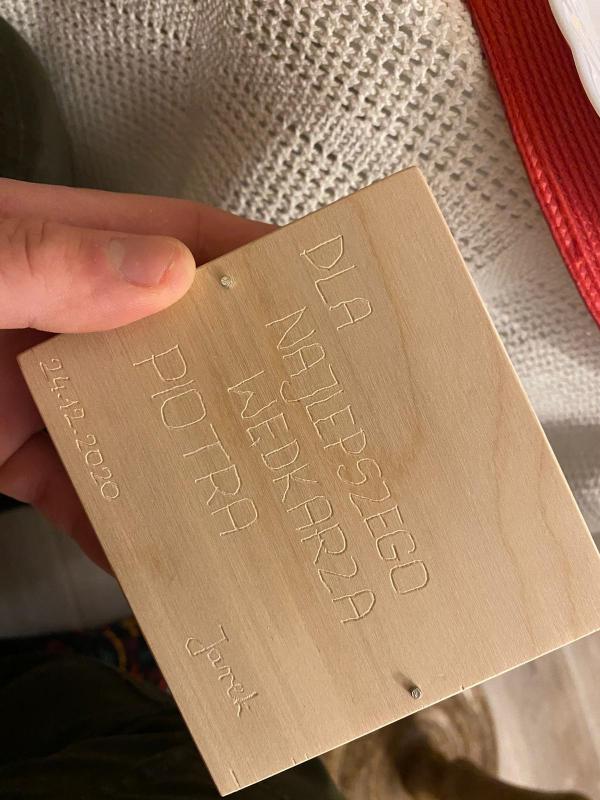 DLA
NAJLEPSZEGO
WĘDKARZA
PIOTRA
Janek
24.12.2020